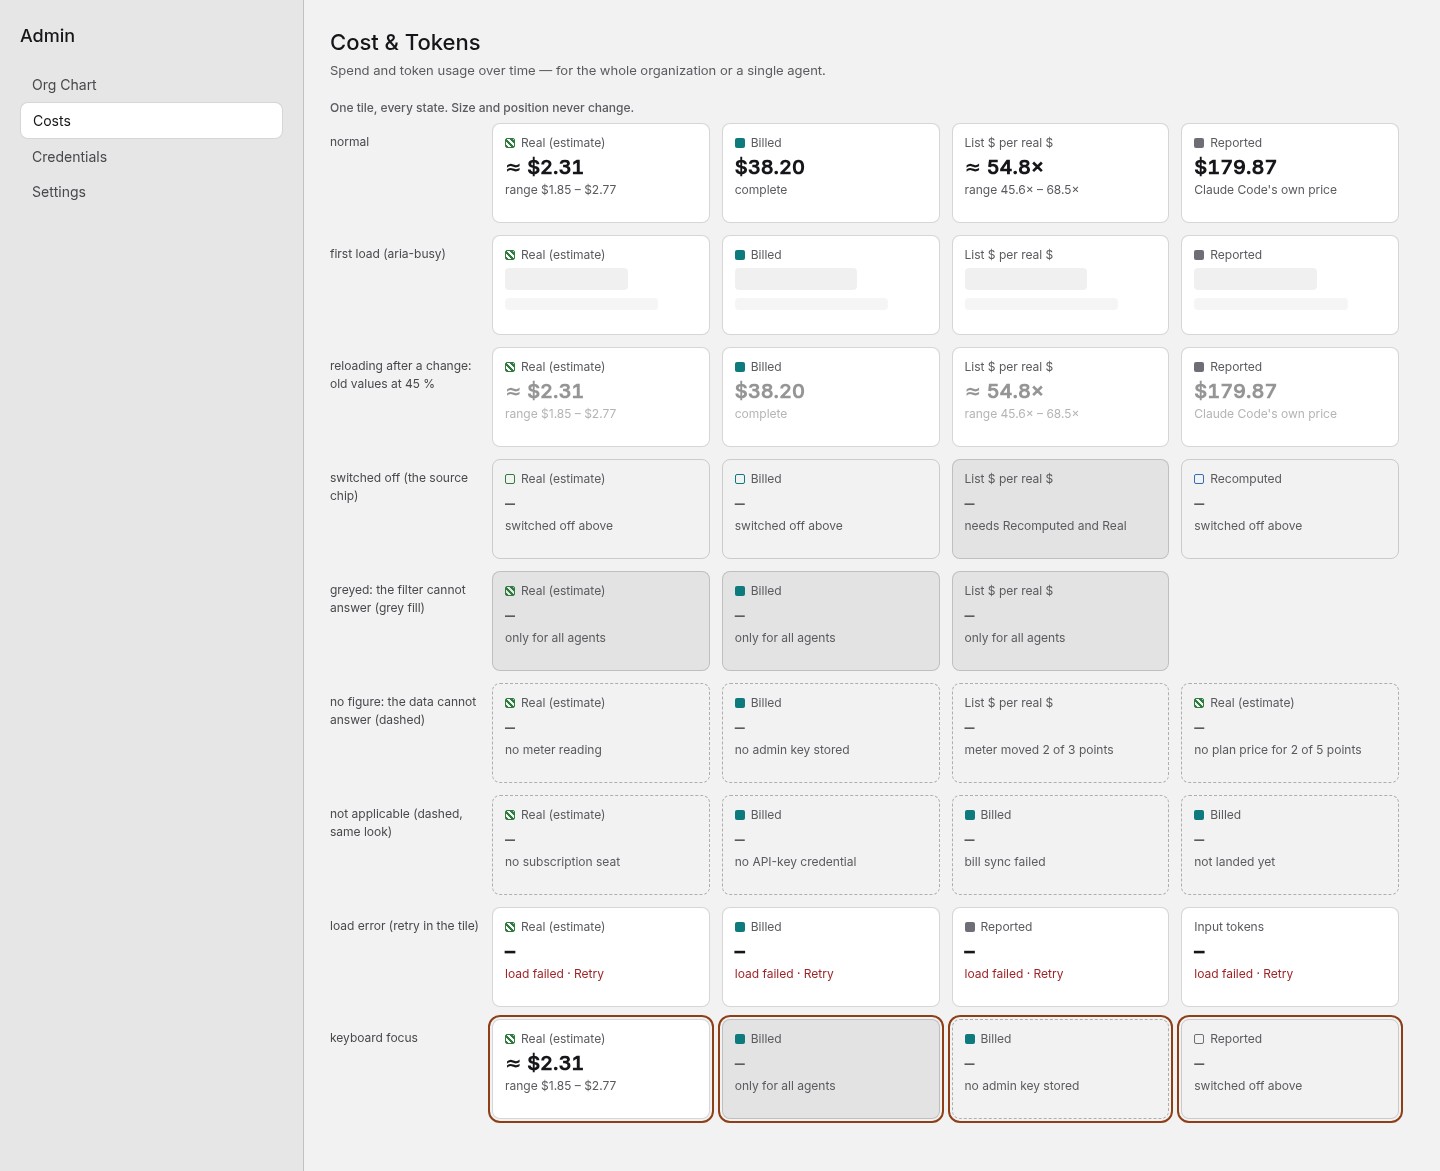 Admin
Org Chart
Costs
Credentials
Settings
Cost & Tokens
Spend and token usage over time — for the whole organization or a single agent.
One tile, every state. Size and position never change.
normal
Real (estimate)
≈ $2.31
range $1.85 – $2.77
Billed
$38.20
complete
List $ per real $
≈ 54.8×
range 45.6× – 68.5×
Reported
$179.87
Claude Code's own price
first load (aria-busy)
Real (estimate)
Billed
List $ per real $
Reported
reloading after a change:
old values at 45 %
Real (estimate)
≈ $2.31
range $1.85 – $2.77
Billed
$38.20
complete
List $ per real $
≈ 54.8×
range 45.6× – 68.5×
Reported
$179.87
Claude Code's own price
switched off (the source
chip)
Real (estimate)
–
switched off above
Billed
–
switched off above
List $ per real $
–
needs Recomputed and Real
Recomputed
–
switched off above
greyed: the filter cannot
answer (grey fill)
Real (estimate)
–
only for all agents
Billed
–
only for all agents
List $ per real $
–
only for all agents
no figure: the data cannot
answer (dashed)
Real (estimate)
–
no meter reading
Billed
–
no admin key stored
List $ per real $
–
meter moved 2 of 3 points
Real (estimate)
–
no plan price for 2 of 5 points
not applicable (dashed,
same look)
Real (estimate)
–
no subscription seat
Billed
–
no API-key credential
Billed
–
bill sync failed
Billed
–
not landed yet
load error (retry in the tile)
Real (estimate)
–
load failed · Retry
Billed
–
load failed · Retry
Reported
–
load failed · Retry
Input tokens
–
load failed · Retry
keyboard focus
Real (estimate)
≈ $2.31
range $1.85 – $2.77
Billed
–
only for all agents
Billed
–
no admin key stored
Reported
–
switched off above